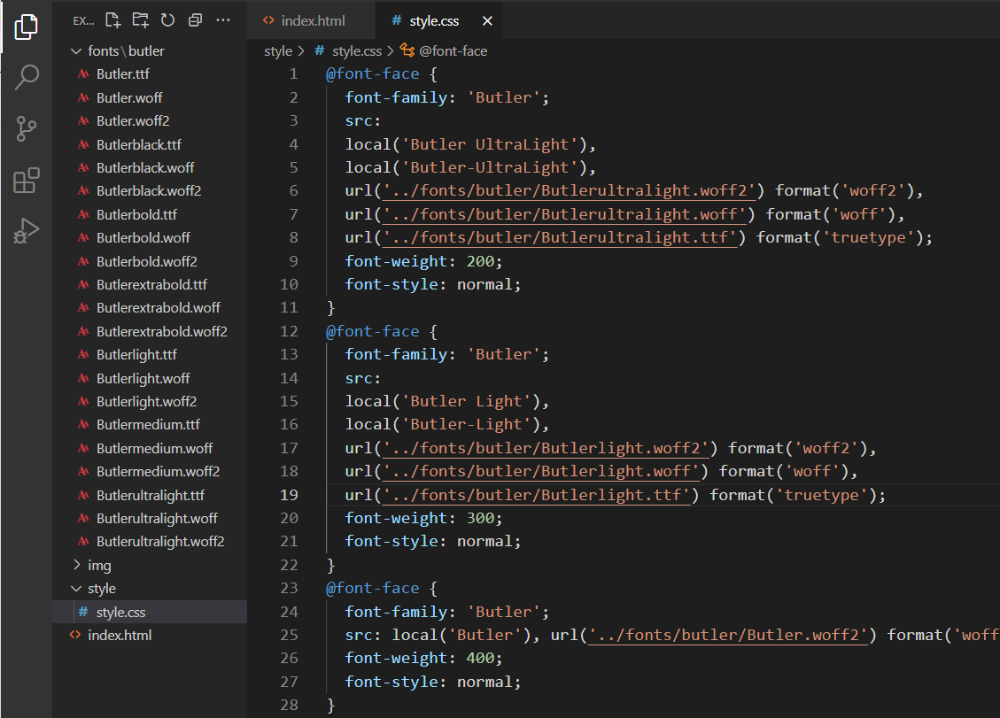 EX... ...
fonts\butler
Butler.ttf
Butler.woff
Butler.woff2
Butlerblack.ttf
Butlerblack.woff
Butlerblack.woff2
Butlerbold.ttf
Butlerbold.woff
Butlerbold.woff2
Butlerextrabold.ttf
Butlerextrabold.woff
Butlerextrabold.woff2
Butlerlight.ttf
Butlerlight.woff
Butlerlight.woff2
Butlermedium.ttf
Butlermedium.woff
Butlermedium.woff2
Butlerultralight.ttf
Butlerultralight.woff
Butlerultralight.woff2
img
style
# style.css
<> index.html
<> index.html # style.css ×
style > # style.css > @font-face
1 @font-face {
2 font-family: 'Butler';
3 src:
4 local('Butler UltraLight'),
5 local('Butler-UltraLight'),
6 url('../fonts/butler/Butlerultralight.woff2') format('woff2'),
7 url('../fonts/butler/Butlerultralight.woff') format('woff'),
8 url('../fonts/butler/Butlerultralight.ttf') format('truetype');
9 font-weight: 200;
10 font-style: normal;
11 }
12 @font-face {
13 font-family: 'Butler';
14 src:
15 local('Butler Light'),
16 local('Butler-Light'),
17 url('../fonts/butler/Butlerlight.woff2') format('woff2'),
18 url('../fonts/butler/Butlerlight.woff') format('woff'),
19 url('../fonts/butler/Butlerlight.ttf') format('truetype');
20 font-weight: 300;
21 font-style: normal;
22 }
23 @font-face {
24 font-family: 'Butler';
25 src: local('Butler'), url('../fonts/butler/Butler.woff2') format('woff
26 font-weight: 400;
27 font-style: normal;
28 }